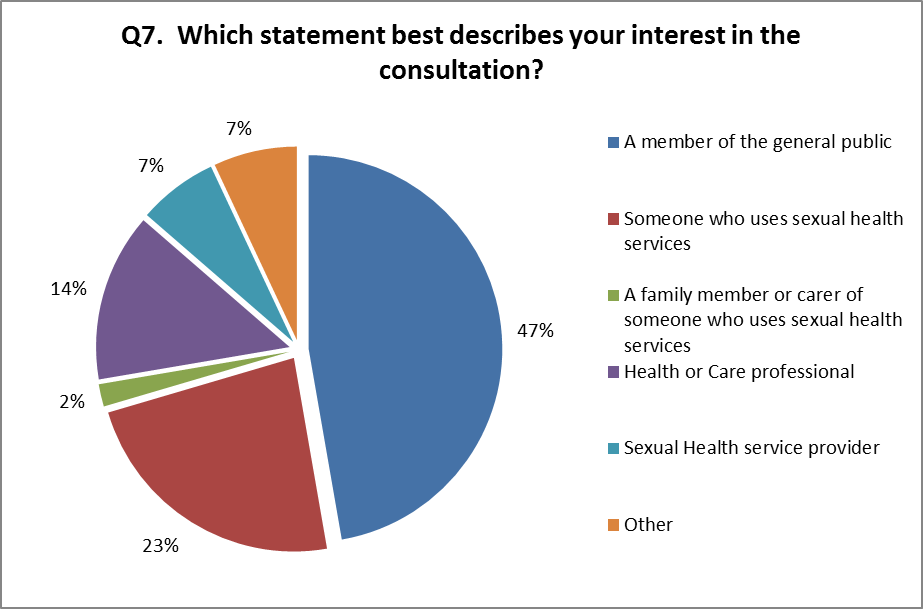 Q7. Which statement best describes your interest in the
consultation?
7%
7%
14%
2%
23%
47%
A member of the general public
Someone who uses sexual health
services
A family member or carer of
someone who uses sexual health
services
Health or Care professional
Sexual Health service provider
Other